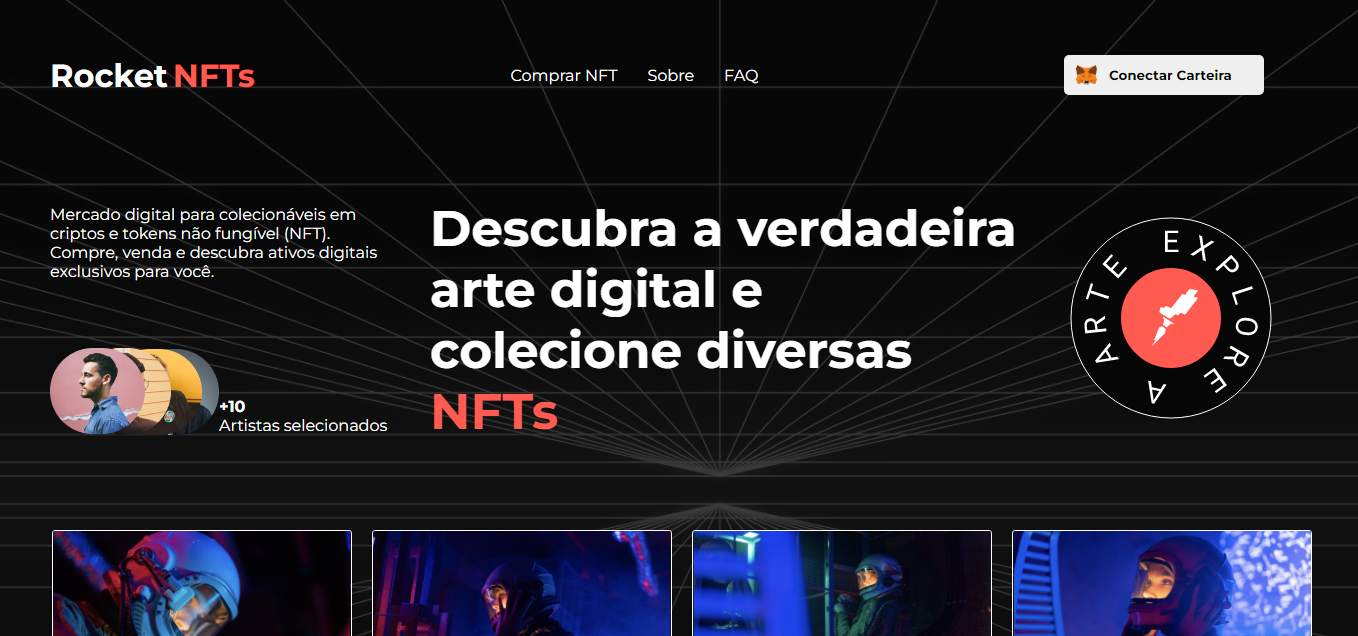 Rocket NFTs
Comprar NFT
Sobre
FAQ
Conectar Carteira
Mercado digital para colecionáveis em
criptos e tokens não fungível (NFT).
Compre, venda e descubra ativos digitais
exclusivos para você.
+10
Artistas selecionados
Descubra a verdadeira
arte digital e
colecione diversas
NFTs
EXPLORE A ARTE